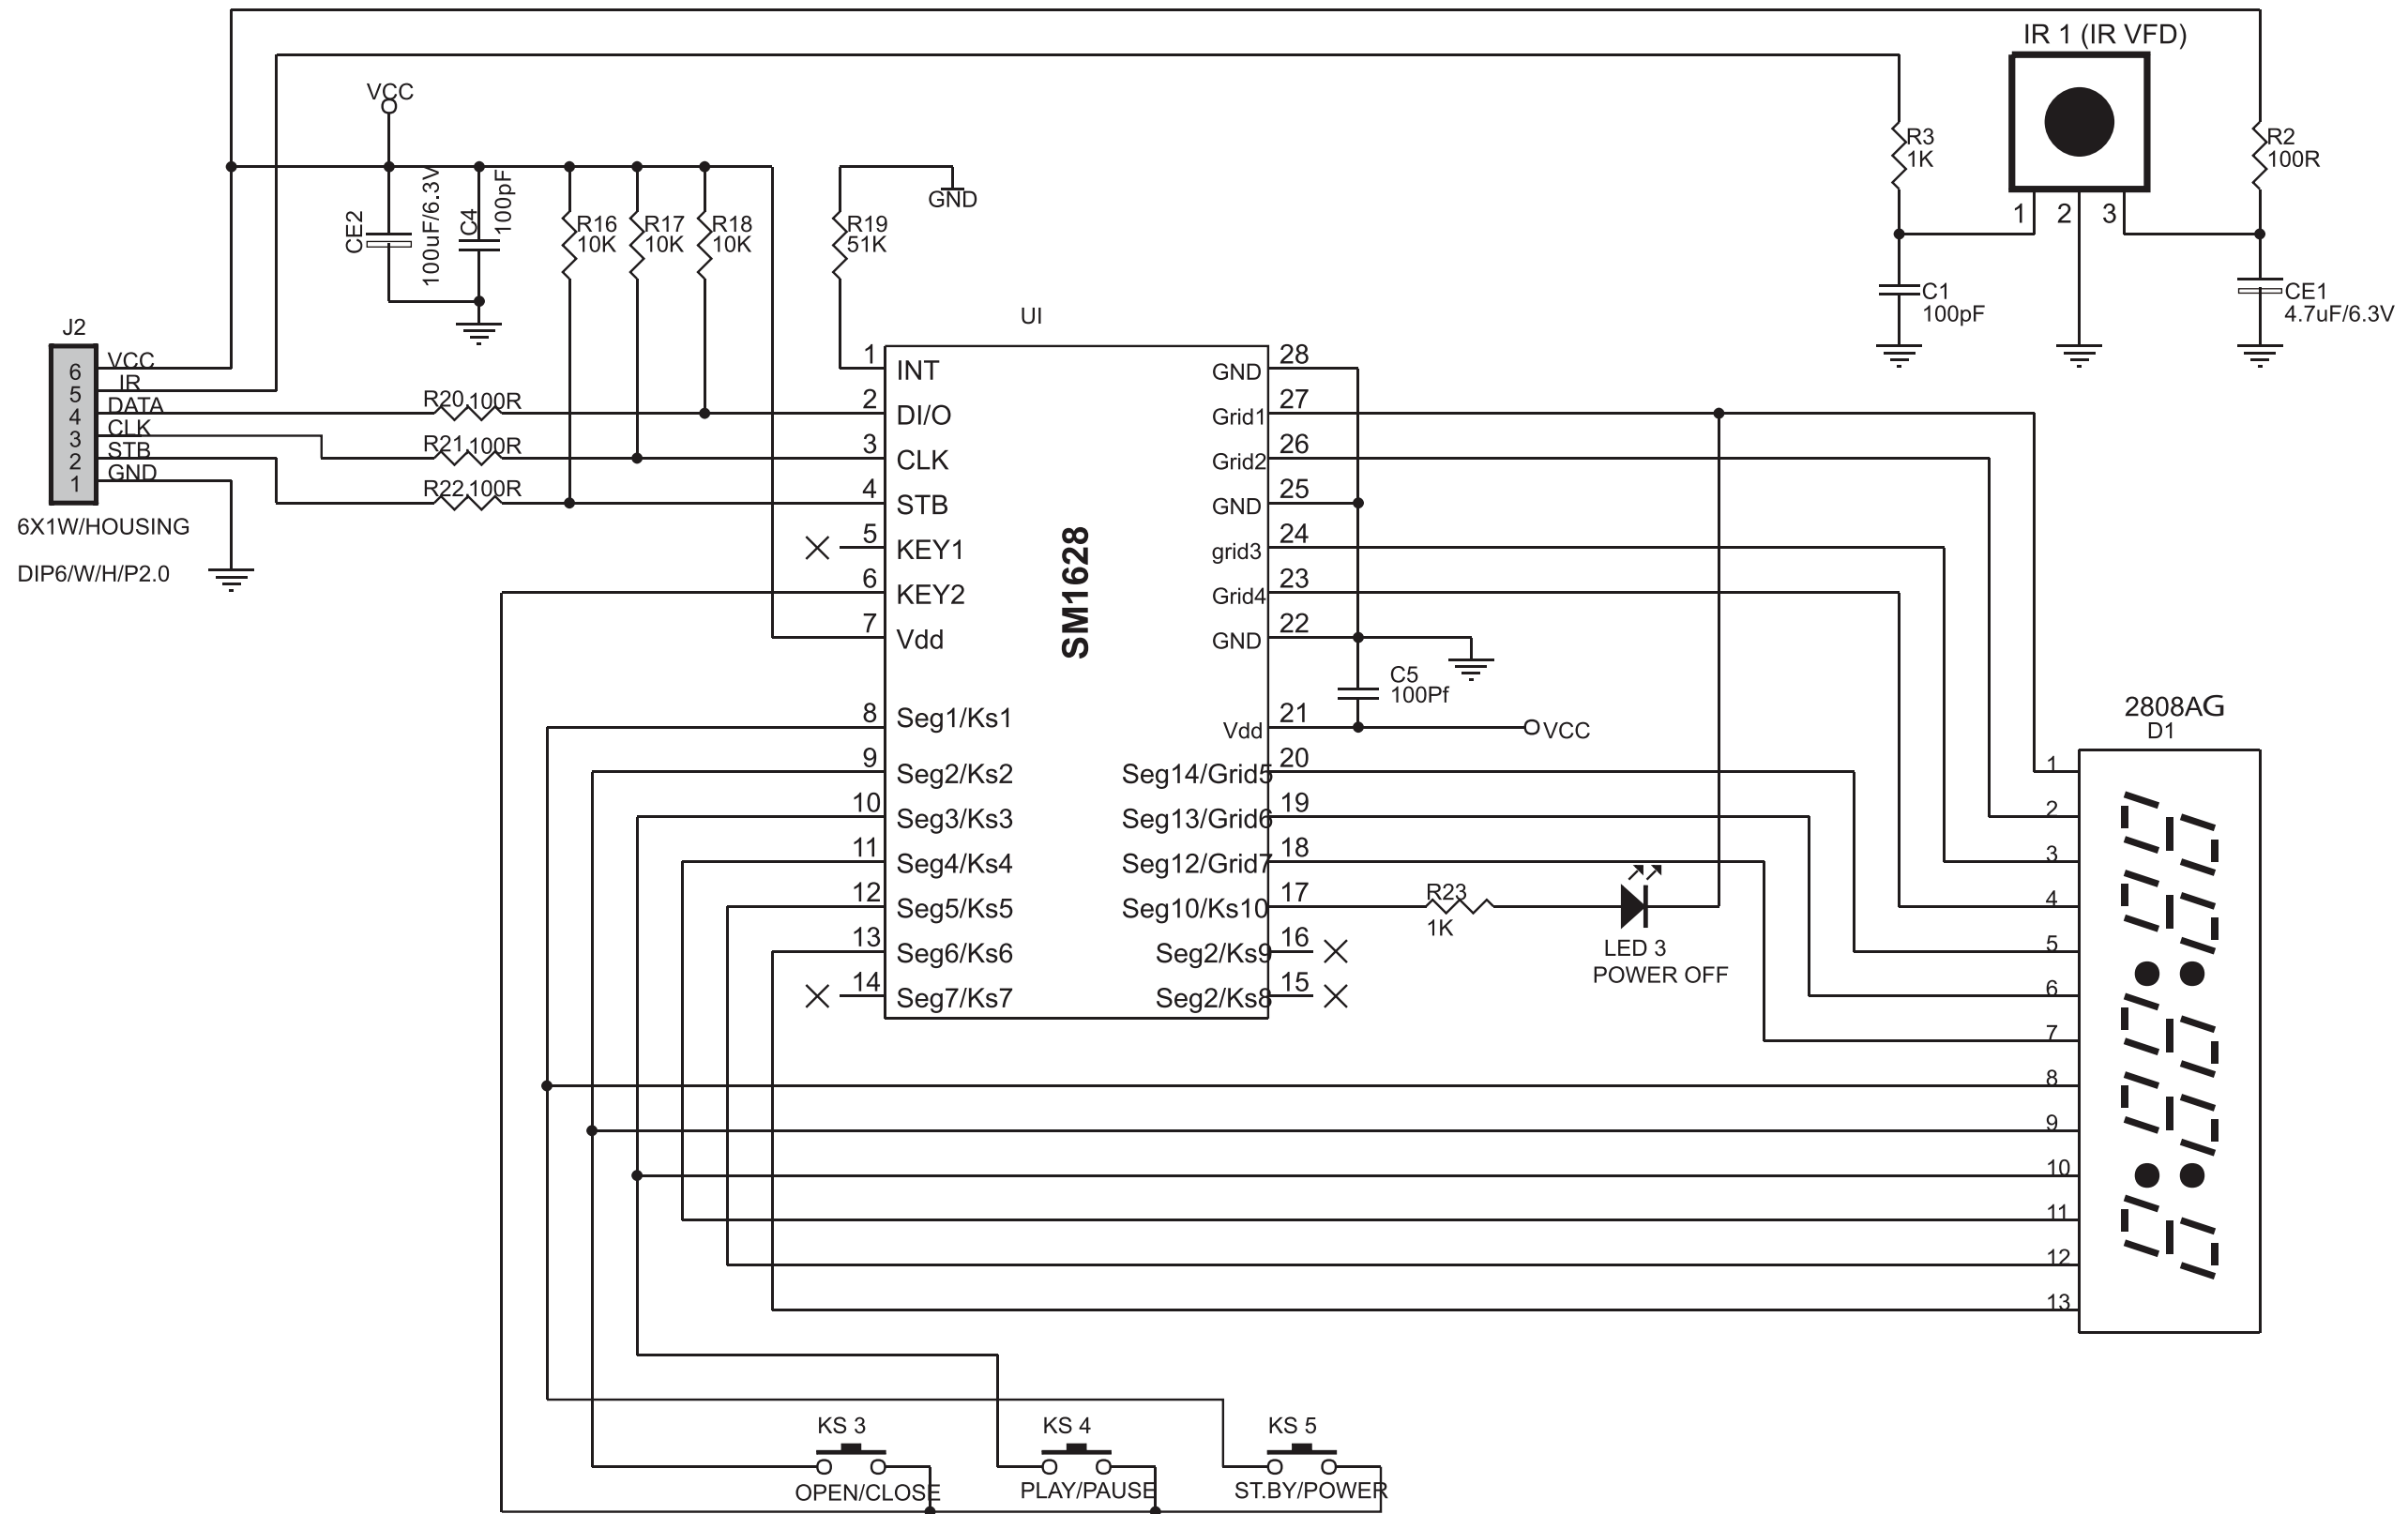 IR 1 (IR VFD)
VCC
R3
1K
R2
100R
1 2 3
CE2
100uF/6.3V
C4
100pF
R16
10K
R17
10K
R18
10K
R19
51K
GND
C1
100pF
CE1
4.7uF/6.3V
UI
J2
6 VCC
5 IR
4 DATA
3 CLK
2 STB
1 GND
6X1W/HOUSING
DIP6/W/H/P2.0
R20 100R
R21 100R
R22 100R
SM1628
1 INT
2 DI/O
3 CLK
4 STB
5 KEY1
6 KEY2
7 Vdd
8 Seg1/Ks1
9 Seg2/Ks2
10 Seg3/Ks3
11 Seg4/Ks4
12 Seg5/Ks5
13 Seg6/Ks6
14 Seg7/Ks7
GND 28
Grid1 27
Grid2 26
GND 25
grid3 24
Grid4 23
GND 22
Vdd 21
Seg14/Grid5 20
Seg13/Grid6 19
Seg12/Grid7 18
Seg10/Ks10 17
Seg2/Ks9 16
Seg2/Ks8 15
C5
100Pf
VCC
R23
1K
LED 3
POWER OFF
2808AG
D1
1
2
3
4
5
6
7
8
9
10
11
12
13
KS 3
OPEN/CLOSE
KS 4
PLAY/PAUSE
KS 5
ST.BY/POWER